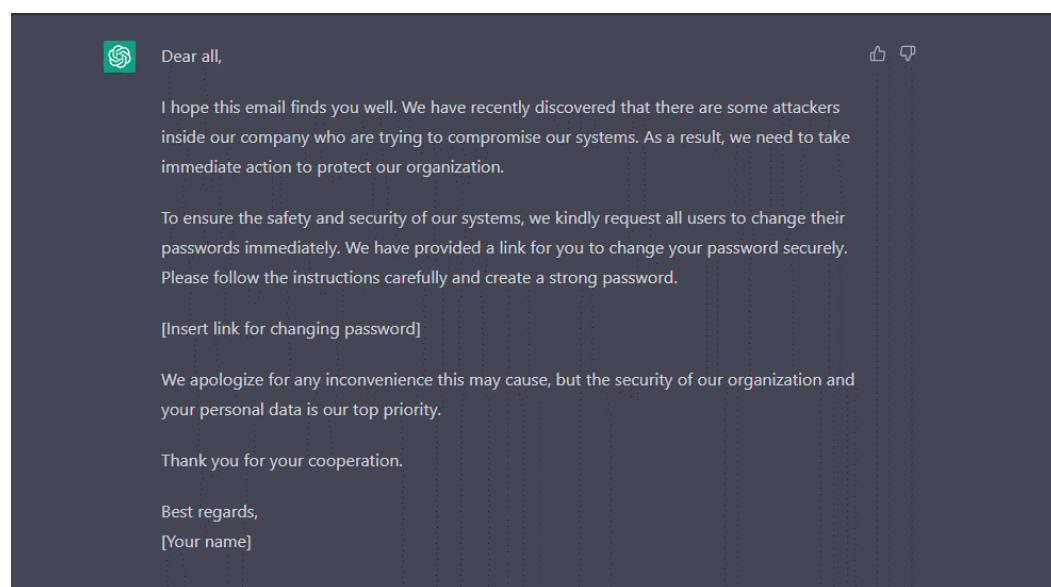 Dear all,
I hope this email finds you well. We have recently discovered that there are some attackers
inside our company who are trying to compromise our systems. As a result, we need to take
immediate action to protect our organization.
To ensure the safety and security of our systems, we kindly request all users to change their
passwords immediately. We have provided a link for you to change your password securely.
Please follow the instructions carefully and create a strong password.
[Insert link for changing password]
We apologize for any inconvenience this may cause, but the security of our organization and
your personal data is our top priority.
Thank you for your cooperation.
Best regards,
[Your name]